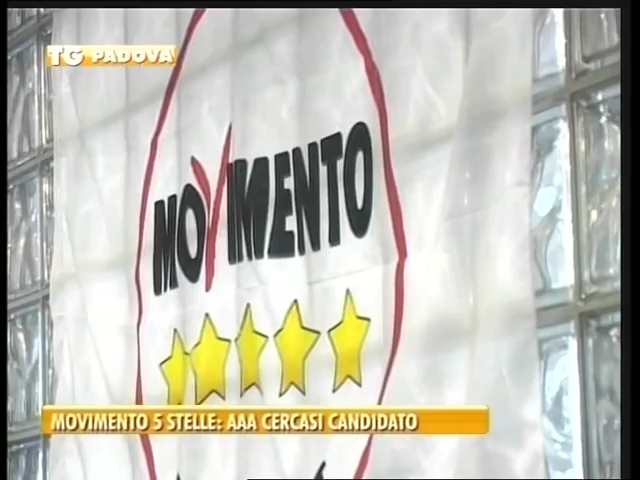 TG PADOVA
MOVIMENTO
MOVIMENTO 5 STELLE: AAA CERCASI CANDIDATO